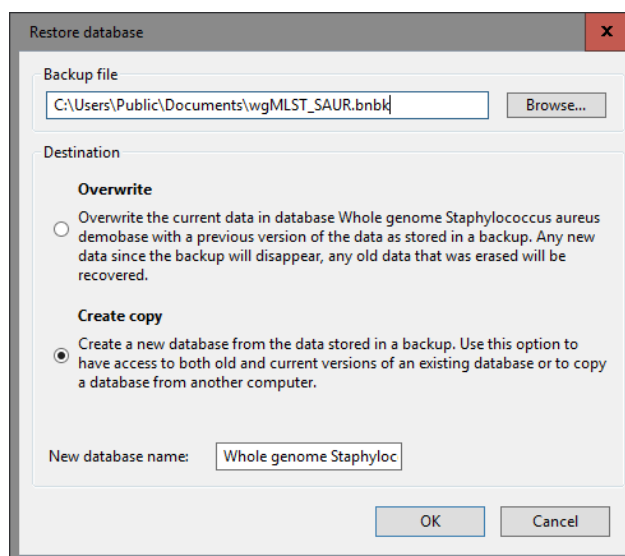 Restore database
x
Backup file
C:\Users\Public\Documents\wgMLST_SAUR.bnbk
Browse...
Destination
Overwrite
Overwrite the current data in database Whole genome Staphylococcus aureus
demobase with a previous version of the data as stored in a backup. Any new
data since the backup will disappear, any old data that was erased will be
recovered.
Create copy
Create a new database from the data stored in a backup. Use this option to
have access to both old and current versions of an existing database or to copy
a database from another computer.
New database name:
Whole genome Staphyloc
OK
Cancel